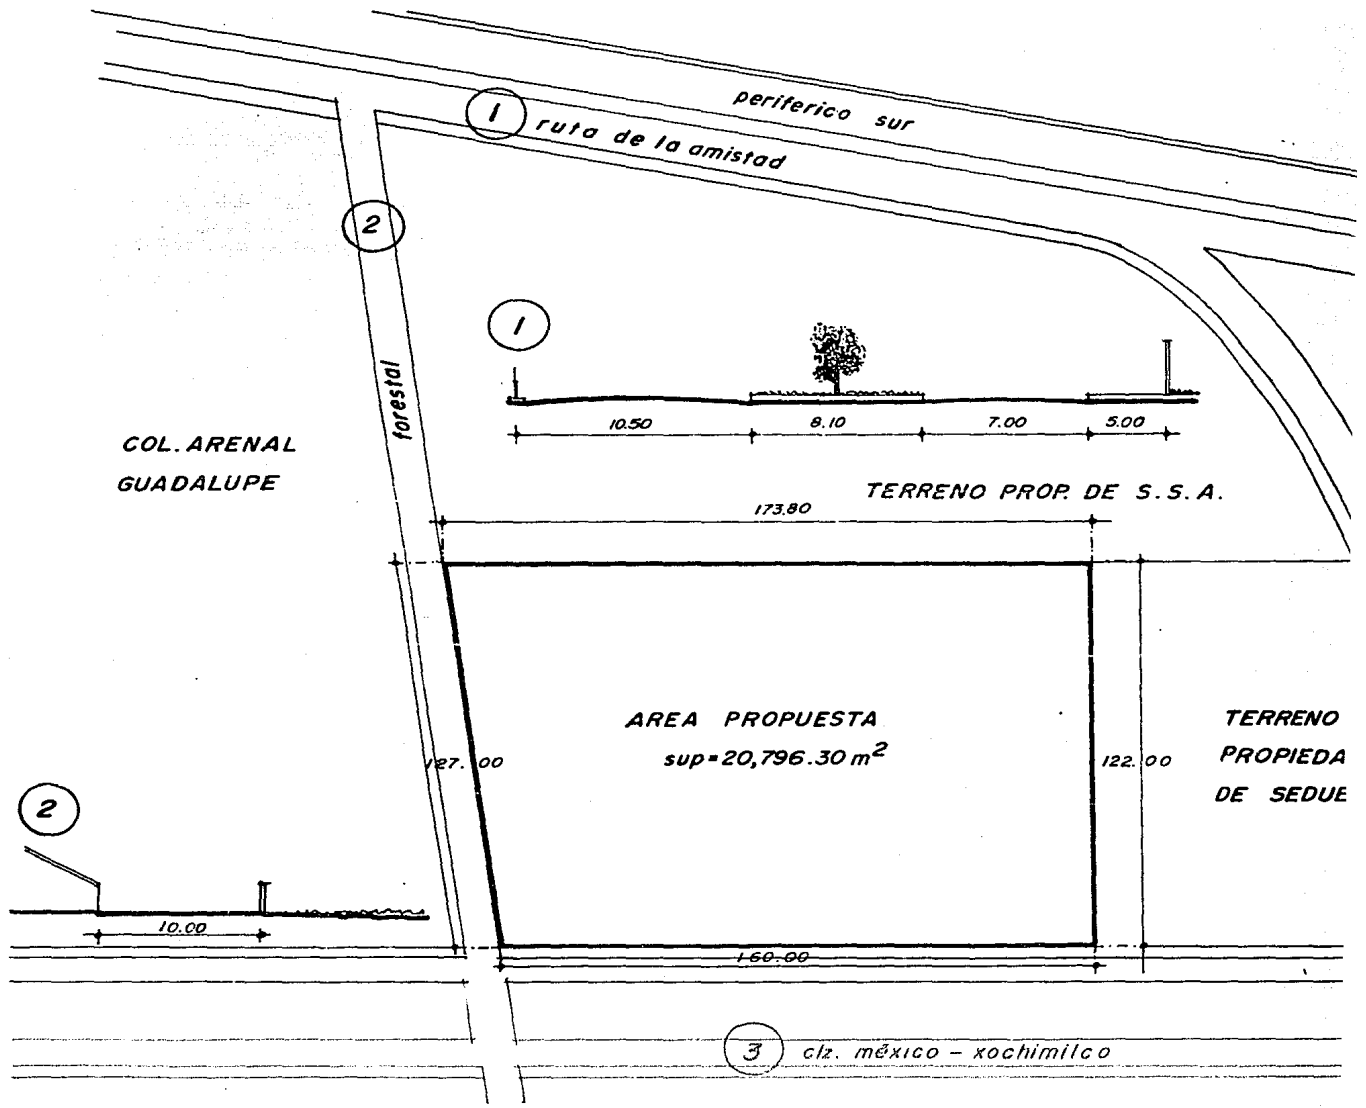 periferico sur
1 ruta de la amistad
2
1
forestal
10.50 8.10 7.00 5.00
COL. ARENAL
GUADALUPE
TERRENO PROP. DE S.S.A.
173.80
AREA PROPUESTA
sup=20,796.30 m²
127.00
122.00
TERRENO
PROPIEDA
DE SEDUE
2
10.00
160.00
3 clz. méxico - xochimilco